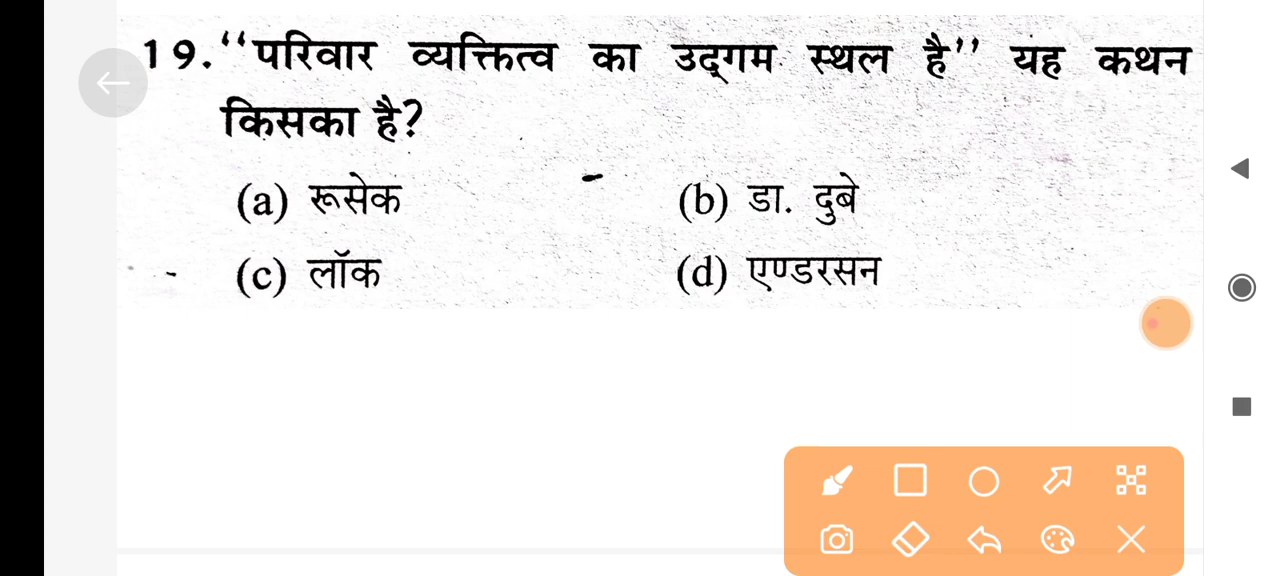 19. ‘‘परिवार व्यक्तित्व का उद्गम स्थल है’’ यह कथन
किसका है?
(a) रूसेक (b) डा. दुबे
(c) लॉक (d) एण्डरसन